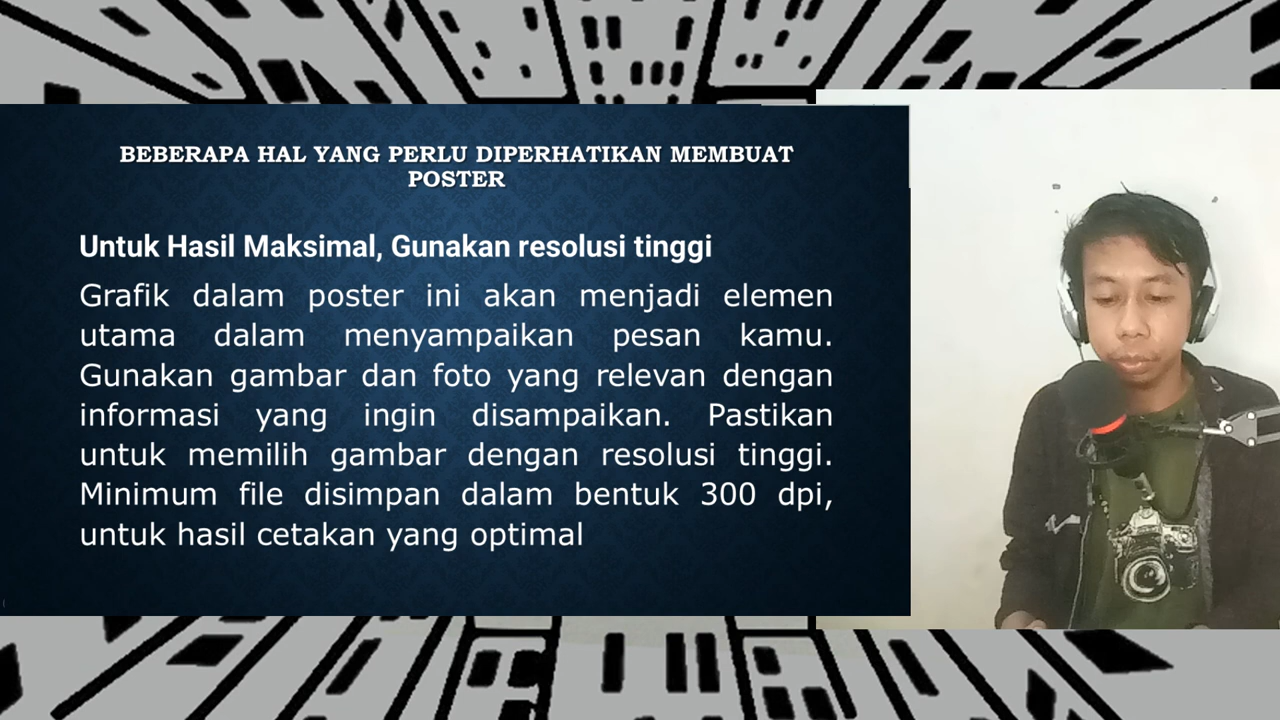 BEBERAPA HAL YANG PERLU DIPERHATIKAN MEMBUAT
POSTER
Untuk Hasil Maksimal, Gunakan resolusi tinggi
Grafik dalam poster ini akan menjadi elemen
utama dalam menyampaikan pesan kamu.
Gunakan gambar dan foto yang relevan dengan
informasi yang ingin disampaikan. Pastikan
untuk memilih gambar dengan resolusi tinggi.
Minimum file disimpan dalam bentuk 300 dpi,
untuk hasil cetakan yang optimal